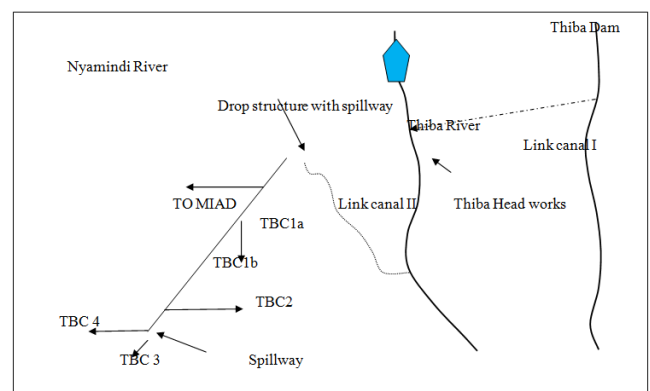 Thiba Dam
Nyamindi River
Drop structure with spillway
Thiba River
Link canal I
TO MIAD
Link canal II
Thiba Head works
TBC1a
TBC1b
TBC2
TBC 4
TBC 3
Spillway